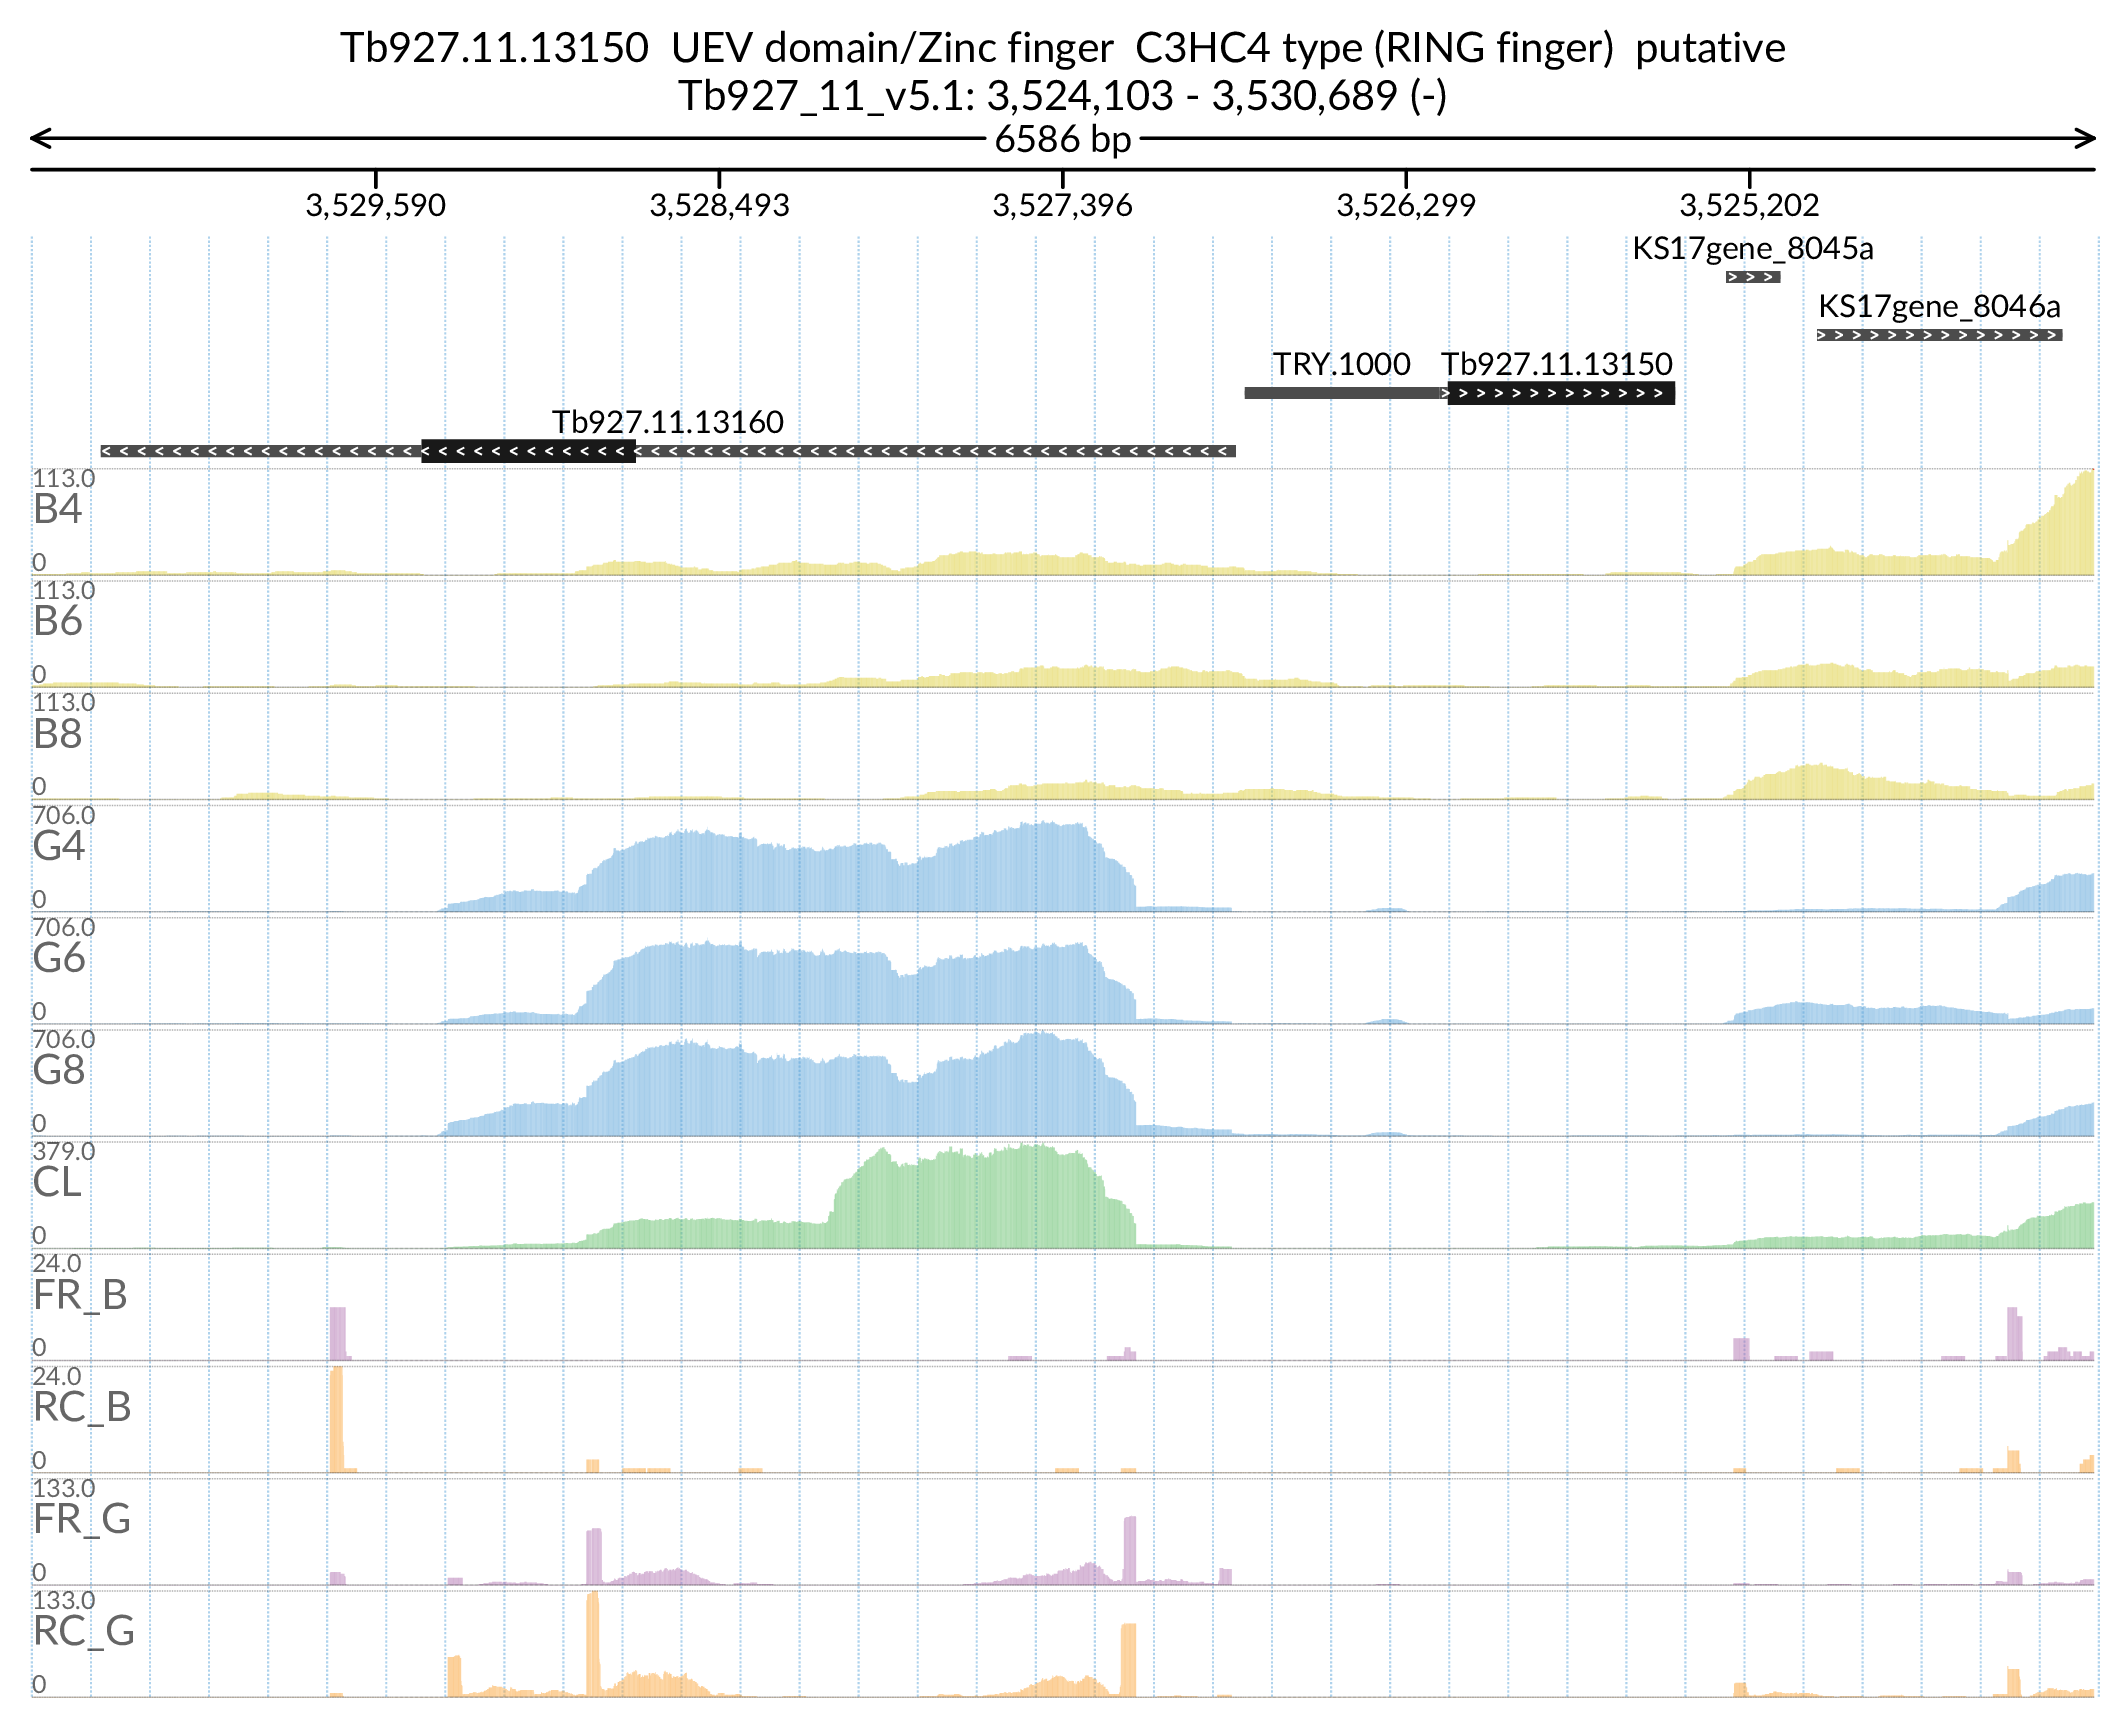 Tb927.11.13150  UEV domain/Zinc finger  C3HC4 type (RING finger)  putative
Tb927_11_v5.1: 3,524,103 - 3,530,689 (-)
6586 bp
3,529,590 3,528,493 3,527,396 3,526,299 3,525,202
KS17gene_8045a
KS17gene_8046a
TRY.1000 Tb927.11.13150
Tb927.11.13160
113.0
B4
0
113.0
B6
0
113.0
B8
0
706.0
G4
0
706.0
G6
0
706.0
G8
0
379.0
CL
0
24.0
FR_B
0
24.0
RC_B
0
133.0
FR_G
0
133.0
RC_G
0